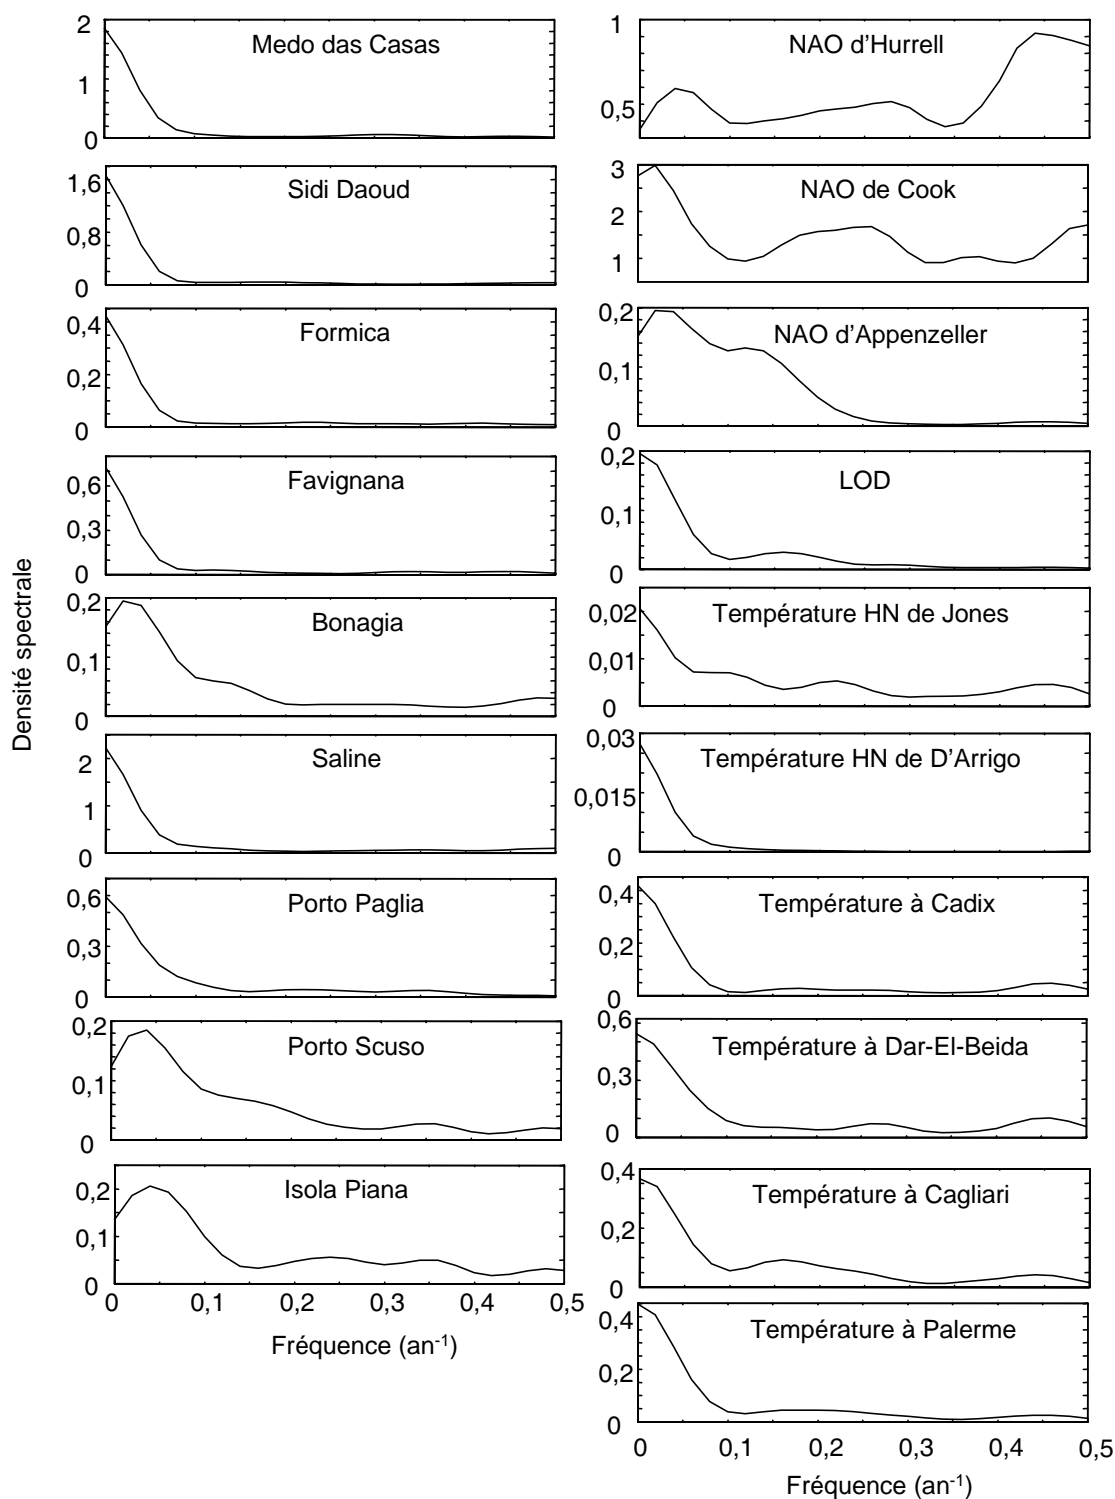 Densité spectrale
Medo das Casas
2
1
0
Sidi Daoud
1,6
0,8
0
Formica
0,4
0,2
0
Favignana
0,6
0,3
0
Bonagia
0,2
0,1
0
Saline
2
1
0
Porto Paglia
0,6
0,3
0
Porto Scuso
0,2
0,1
0
Isola Piana
0,2
0,1
0
0 0,1 0,2 0,3 0,4 0,5
Fréquence (an-1)
NAO d'Hurrell
1
0,5
NAO de Cook
3
2
1
NAO d'Appenzeller
0,2
0,1
0
LOD
0,2
0,1
0
Température HN de Jones
0,02
0,01
0
Température HN de D'Arrigo
0,03
0,015
0
Température à Cadix
0,4
0,2
0
Température à Dar-El-Beida
0,6
0,3
0
Température à Cagliari
0,4
0,2
0
Température à Palerme
0,4
0,2
0
0 0,1 0,2 0,3 0,4 0,5
Fréquence (an-1)